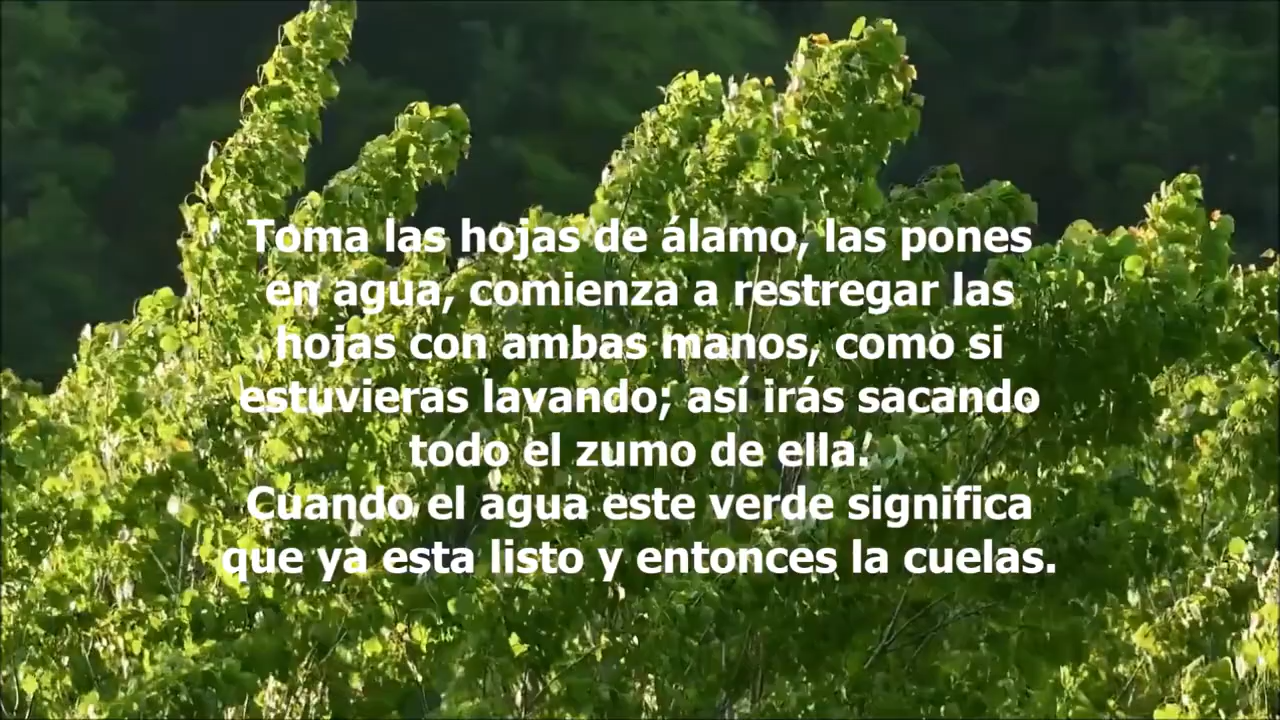 Toma las hojas de álamo, las pones
en agua, comienza a restregar las
hojas con ambas manos, como si
estuvieras lavando; así irás sacando
todo el zumo de ella.
Cuando el agua este verde significa
que ya esta listo y entonces la cuelas.